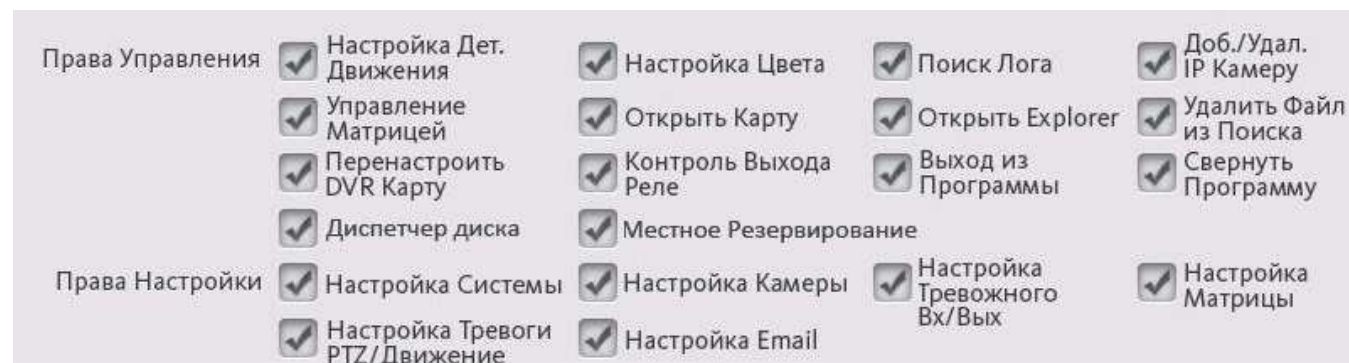 Права Управления
Настройка Дет.
Движения
Настройка Цвета
Поиск Лога
Доб./Удал.
IP Камеру
Управление
Матрицей
Открыть Карту
Открыть Explorer
Удалить Файл
из Поиска
Перенастроить
DVR Карту
Контроль Выхода
Реле
Выход из
Программы
Свернуть
Программу
Диспетчер диска
Местное Резервирование
Права Настройки
Настройка Системы
Настройка Камеры
Настройка
Тревожного
Вх/Вых
Настройка
Матрицы
Настройка Тревоги
PTZ/Движение
Настройка Email